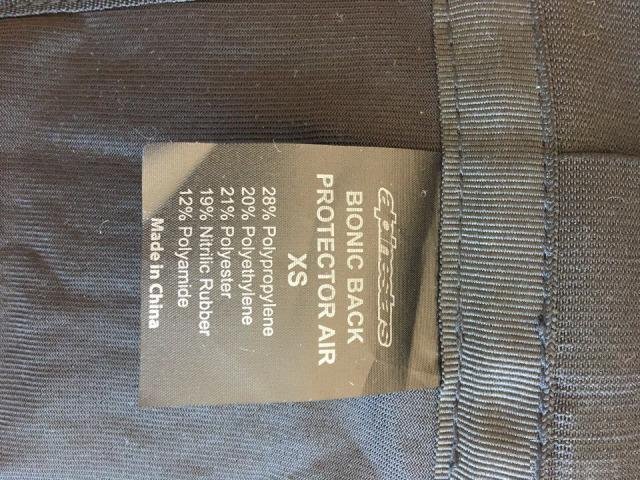 alpinestars
BIONIC BACK
PROTECTOR AIR
XS
28% Polypropylene
20% Polyethylene
21% Polyester
19% Nitrilic Rubber
12% Polyamide
Made in China